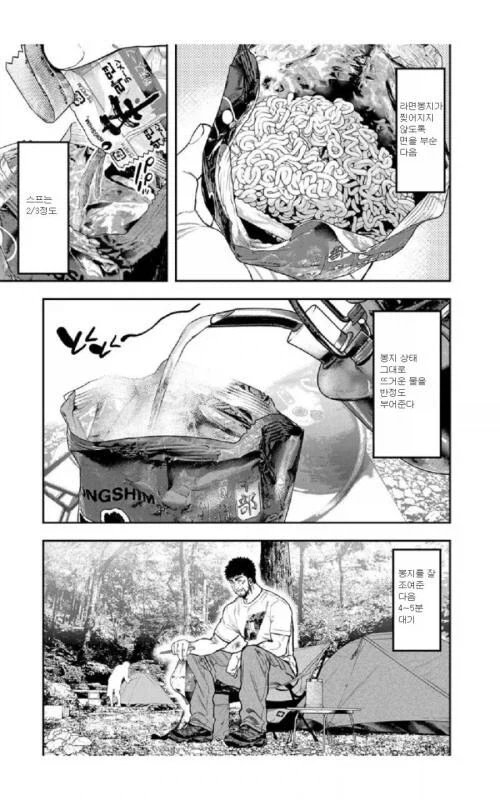 라면봉지가
찢어지지
않도록
면을 부순
다음
스프는
2/3정도
봉지 상태
그대로
뜨거운 물을
반정도
부어준다
NGSHIM
部
봉지를 잘
조여준
다음
4~5분
대기